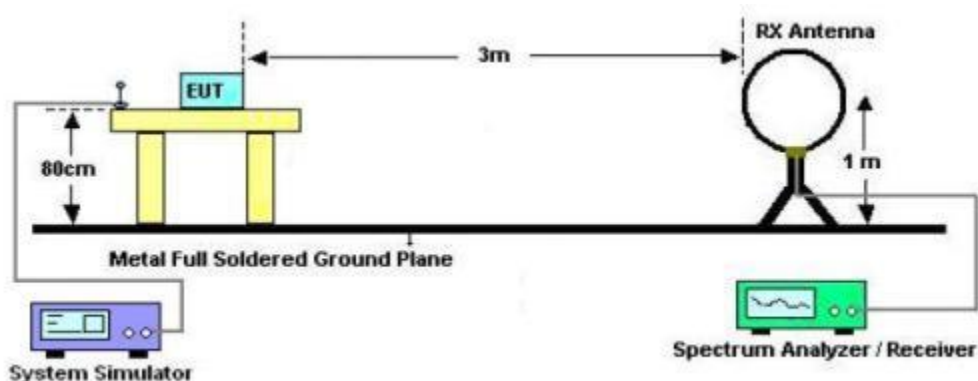 RX Antenna
3m
EUT
80cm
1 m
Metal Full Soldered Ground Plane
System Simulator
Spectrum Analyzer / Receiver